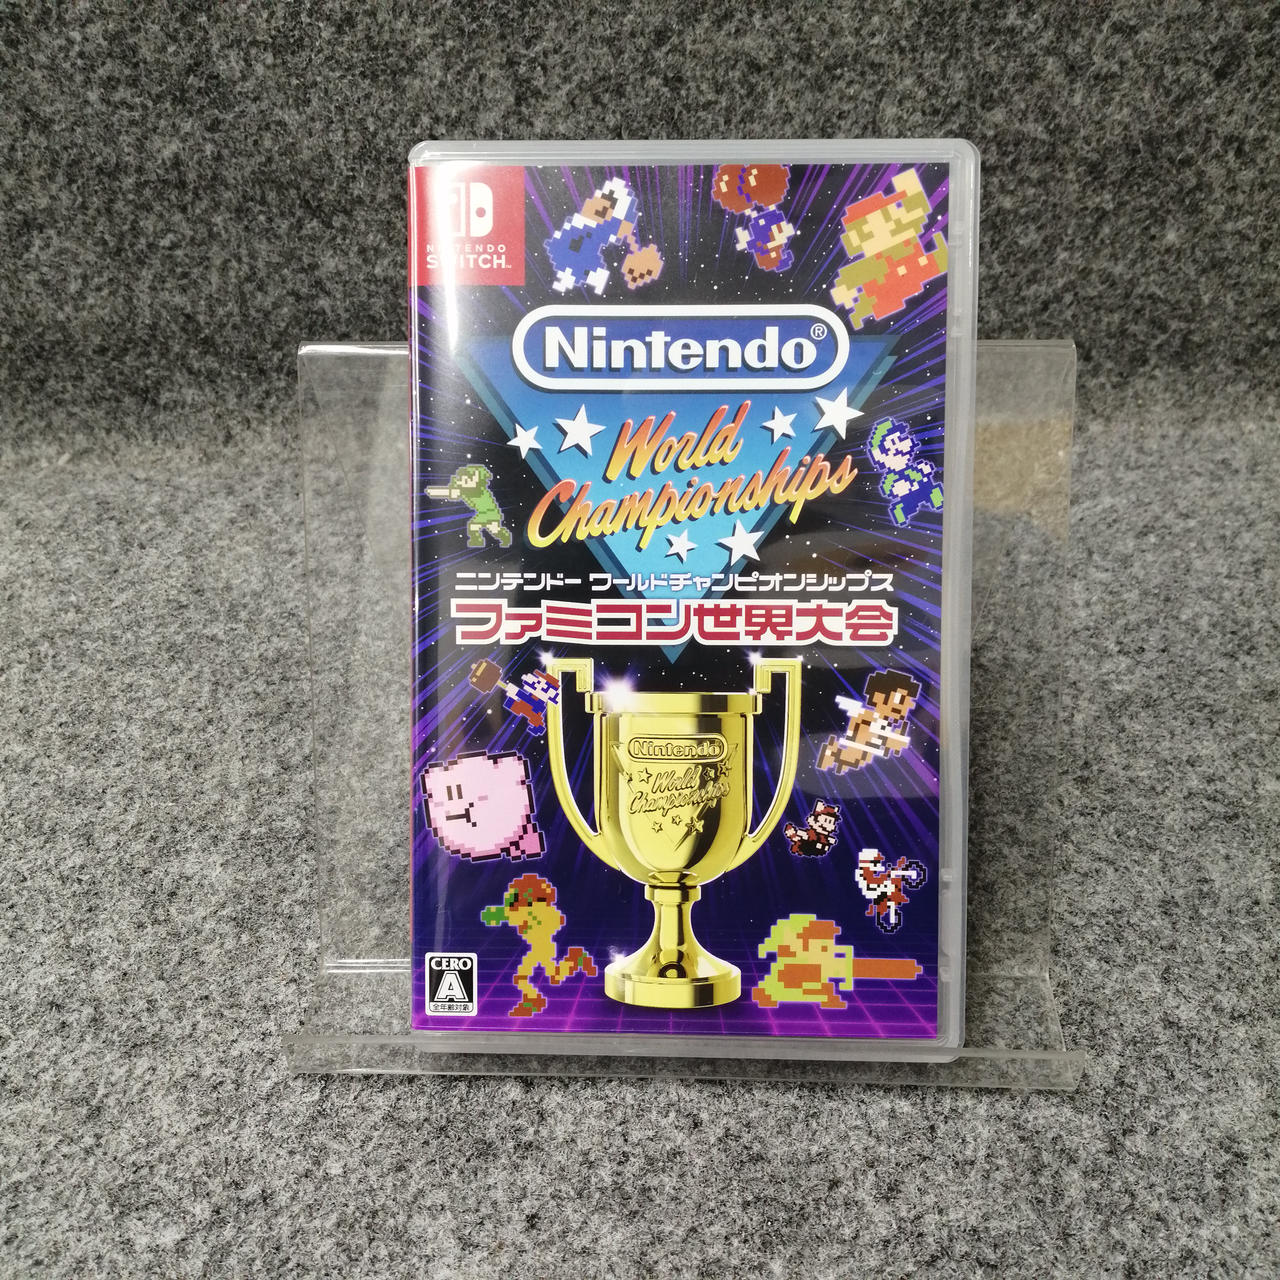 NINTENDO
SWITCH™
Nintendo®
World
Championships
ニンテンドー ワールドチャンピオンシップス
ファミコン世界大会
Nintendo
World
Championships
CERO
A
全年齢対象